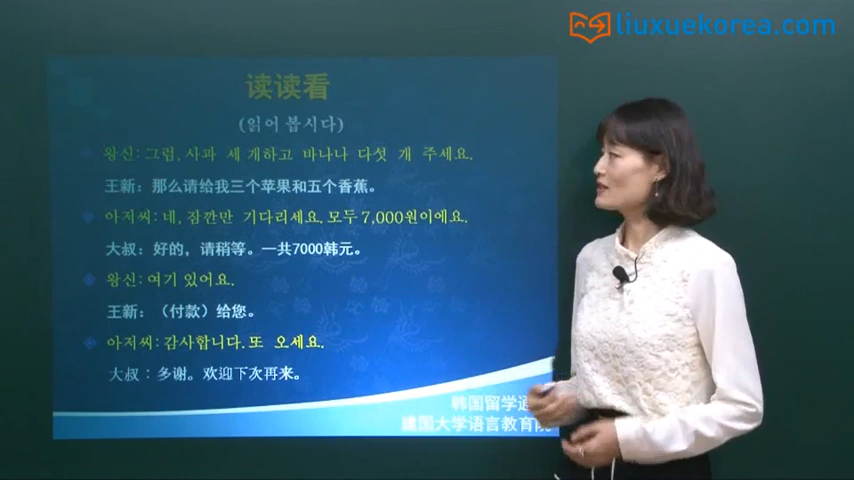 liuxuekorea.com
读读看
(읽어 봅시다)
왕신: 그럼, 사과 세 개하고 바나나 다섯 개 주세요.
王新：那么请给我三个苹果和五个香蕉。
아저씨: 네, 잠깐만 기다리세요. 모두 7,000원이에요.
大叔：好的，请稍等。一共7000韩元。
왕신: 여기 있어요.
王新：（付款）给您。
아저씨: 감사합니다. 또 오세요.
大叔：多谢。欢迎下次再来。
韩国留学通
建国大学语言教育院